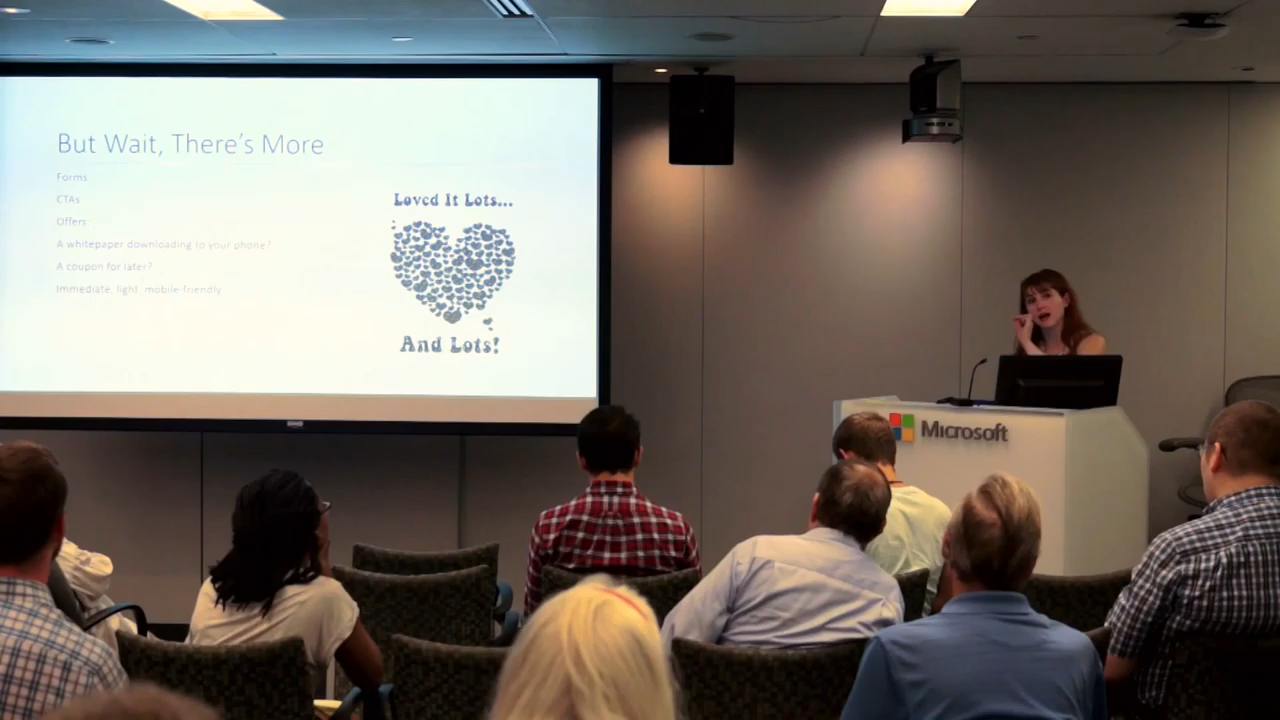 But Wait, There's More
Forms
CTAs
Offers
A whitepaper downloading to your phone?
A coupon for later?
Immediate, light, mobile-friendly
Loved It Lots...
And Lots!
Microsoft